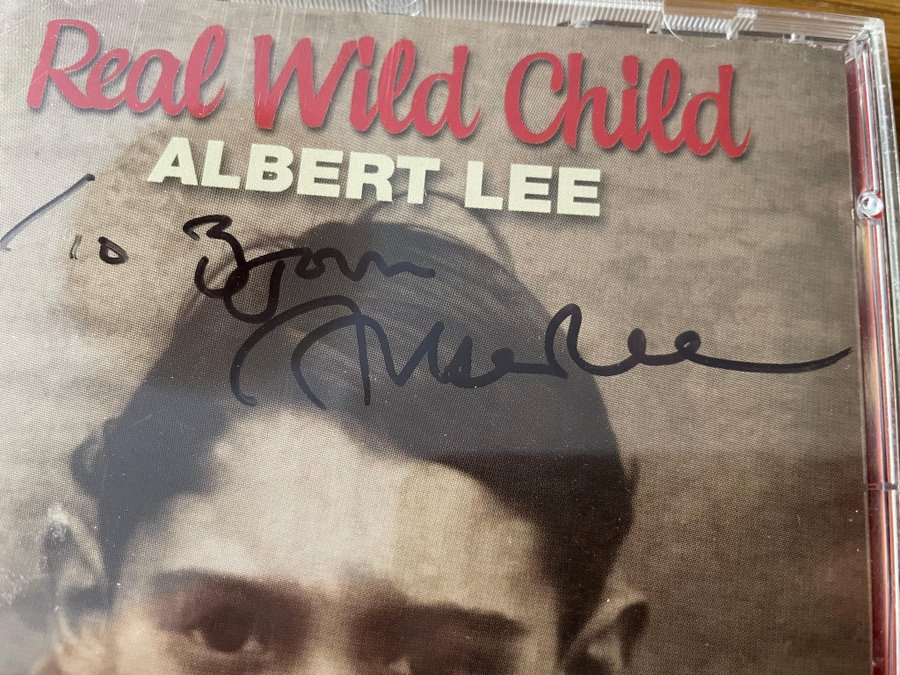 Real Wild Child
ALBERT LEE
To Bjorn
Albert Lee